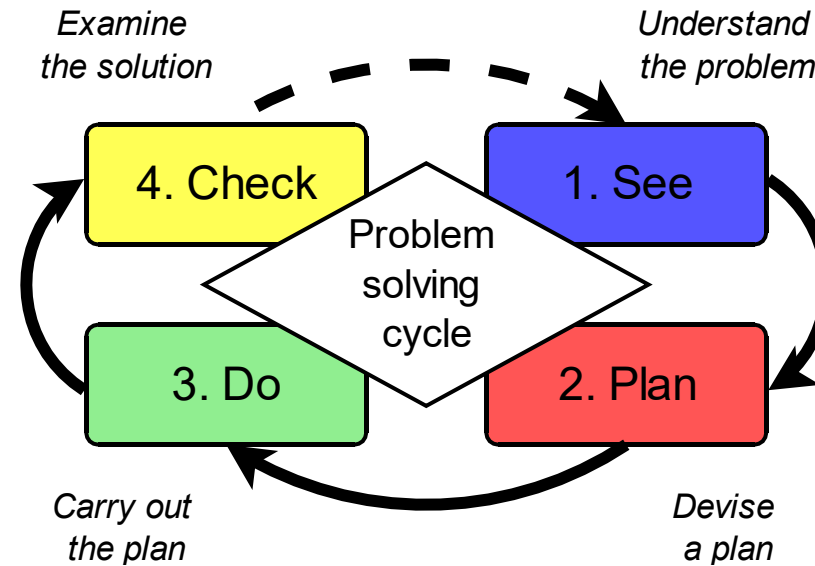 Examine
the solution
Understand
the problem
4. Check
1. See
Problem
solving
cycle
3. Do
2. Plan
Carry out
the plan
Devise
a plan